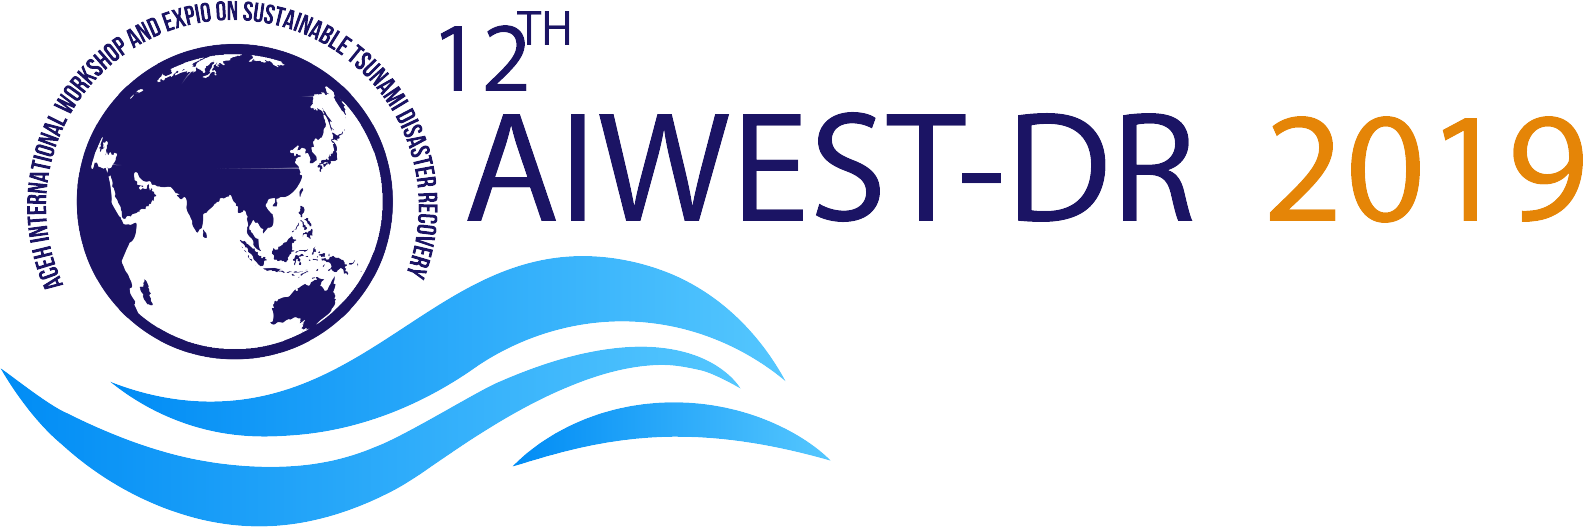 ACEH INTERNATIONAL WORKSHOP AND EXPIO ON SUSTAINABLE TSUNAMI DISASTER RECOVERY
12TH
AIWEST-DR 2019